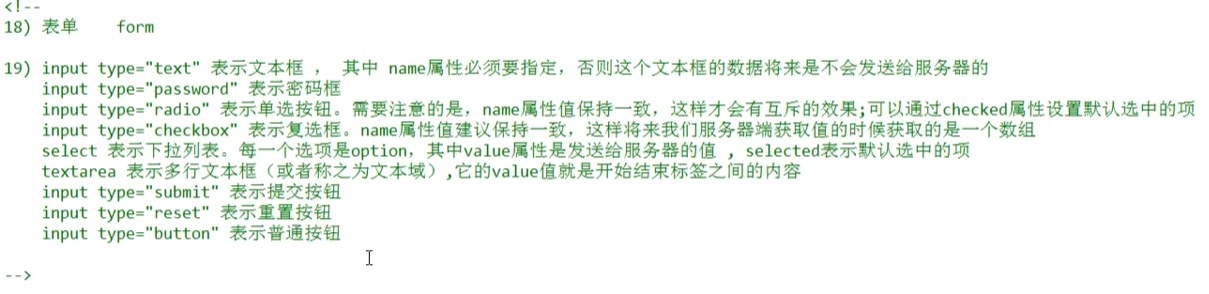 <!--
18) 表单    form
19) input type="text" 表示文本框 ， 其中 name属性必须要指定，否则这个文本框的数据将来是不会发送给服务器的
input type="password" 表示密码框
input type="radio" 表示单选按钮。需要注意的是，name属性值保持一致，这样才会有互斥的效果;可以通过checked属性设置默认选中的项
input type="checkbox" 表示复选框。name属性值建议保持一致，这样将来我们服务器端获取值的时候获取的是一个数组
select 表示下拉列表。每一个选项是option，其中value属性是发送给服务器的值 , selected表示默认选中的项
textarea 表示多行文本框（或者称之为文本域）,它的value值就是开始结束标签之间的内容
input type="submit" 表示提交按钮
input type="reset" 表示重置按钮
input type="button" 表示普通按钮
-->